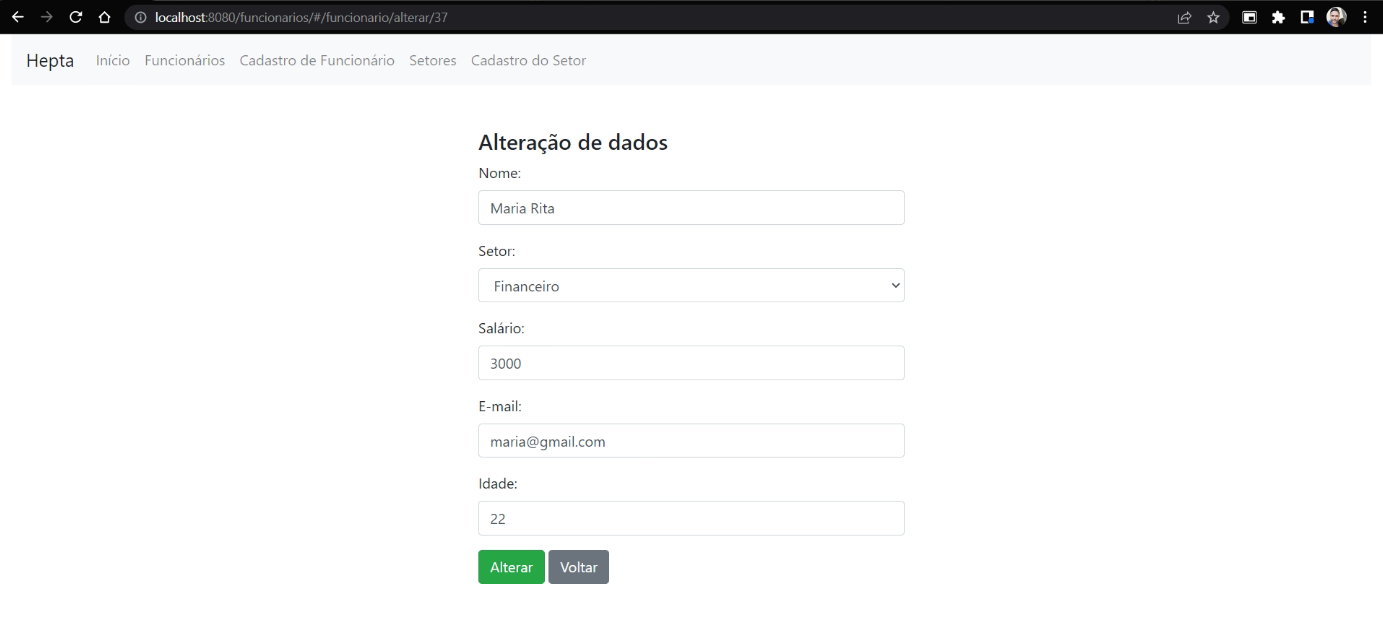 localhost:8080/funcionarios/#/funcionario/alterar/37
Hepta Início Funcionários Cadastro de Funcionário Setores Cadastro do Setor
Alteração de dados
Nome:
Maria Rita
Setor:
Financeiro
Salário:
3000
E-mail:
maria@gmail.com
Idade:
22
Alterar Voltar